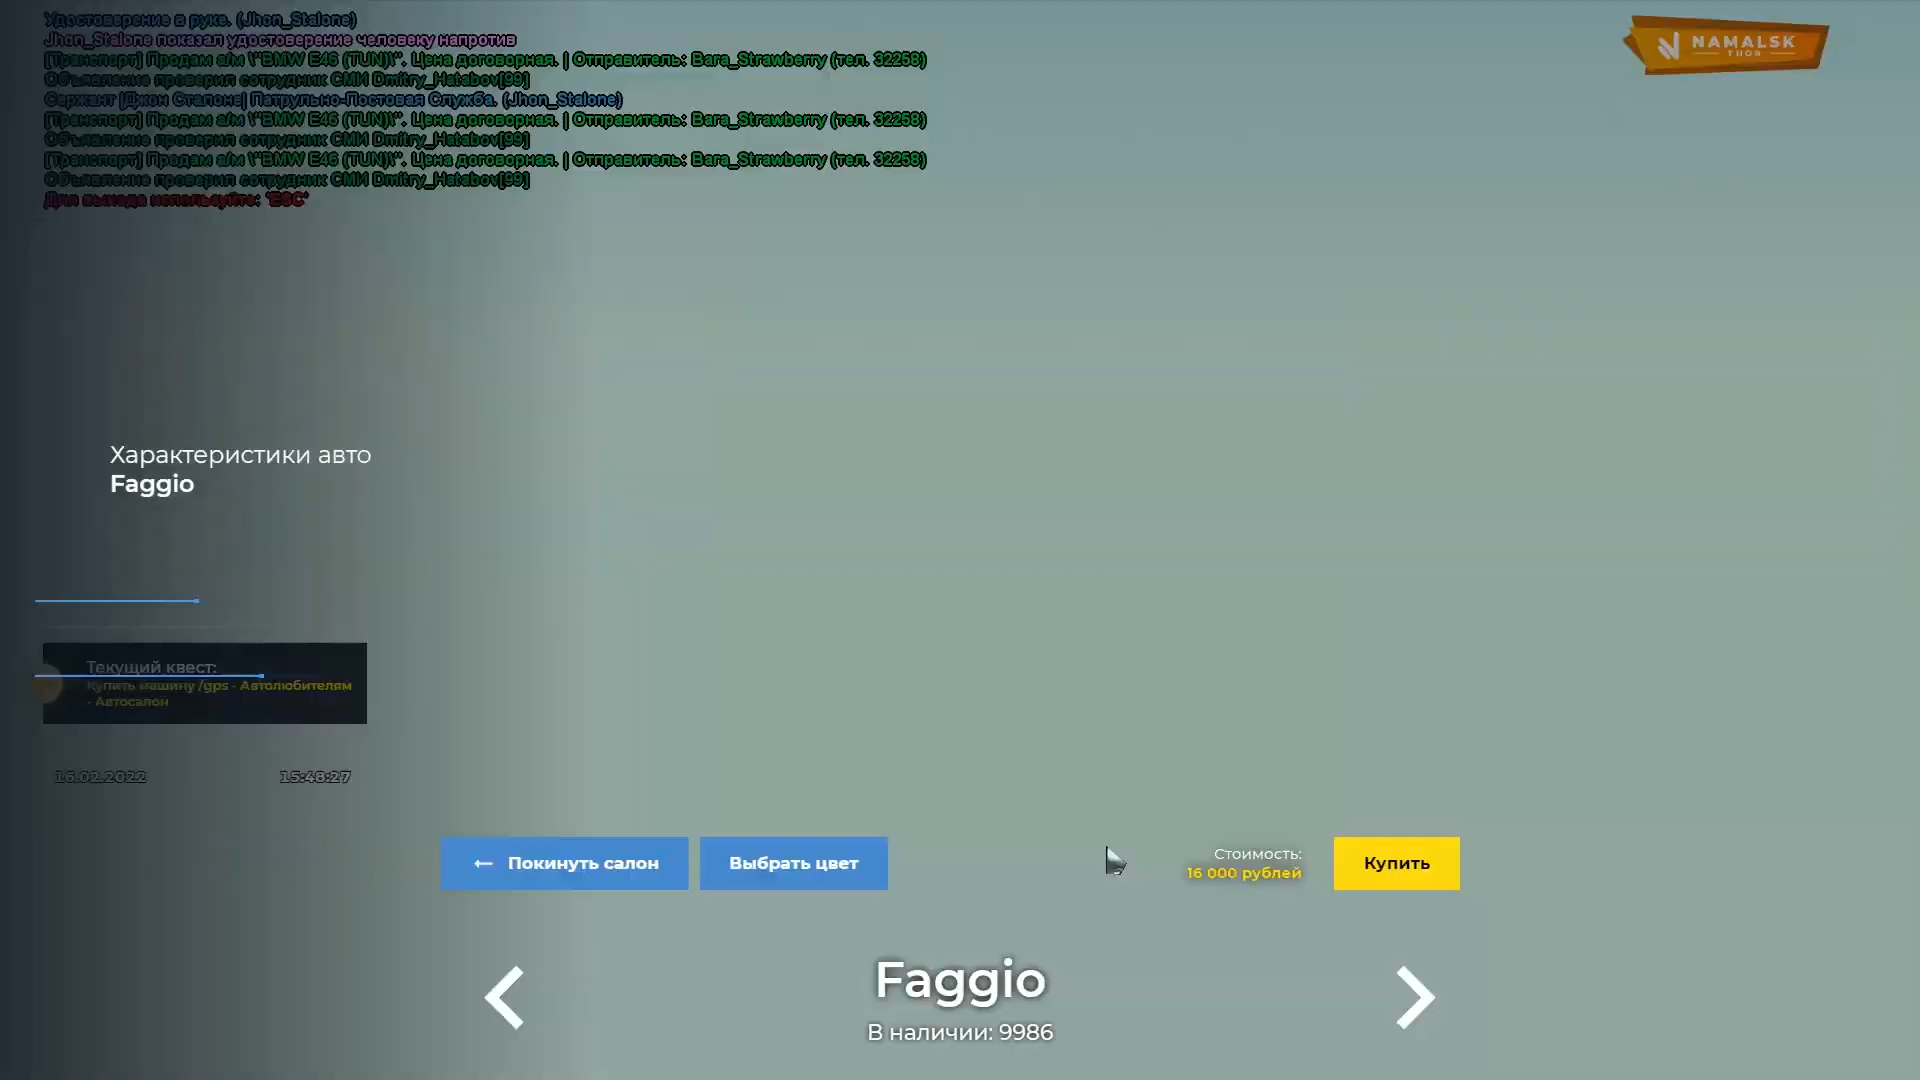 Удостоверение в руке. (Jhon_Stalone)
Jhon_Stalone показал удостоверение человеку напротив
[Транспорт] Продам а/м \"BMW E46 (TUN)\". Цена договорная. | Отправитель: Bara_Strawberry (тел. 32258)
Объявление проверил сотрудник СМИ Dmitry_Hatabov[99]
Сержант |Джон Сталоне| Патрульно-Постовая Служба. (Jhon_Stalone)
[Транспорт] Продам а/м \"BMW E46 (TUN)\". Цена договорная. | Отправитель: Bara_Strawberry (тел. 32258)
Объявление проверил сотрудник СМИ Dmitry_Hatabov[99]
[Транспорт] Продам а/м \"BMW E46 (TUN)\". Цена договорная. | Отправитель: Bara_Strawberry (тел. 32258)
Объявление проверил сотрудник СМИ Dmitry_Hatabov[99]
Для выхода используйте: 'ESC'
NAMALSK
THOR
Характеристики авто
Faggio
Текущий квест:
Купить машину /gps - Автолюбителям
- Автосалон
16.02.2022 15:48:27
← Покинуть салон
Выбрать цвет
Стоимость:
16 000 рублей
Купить
Faggio
В наличии: 9986